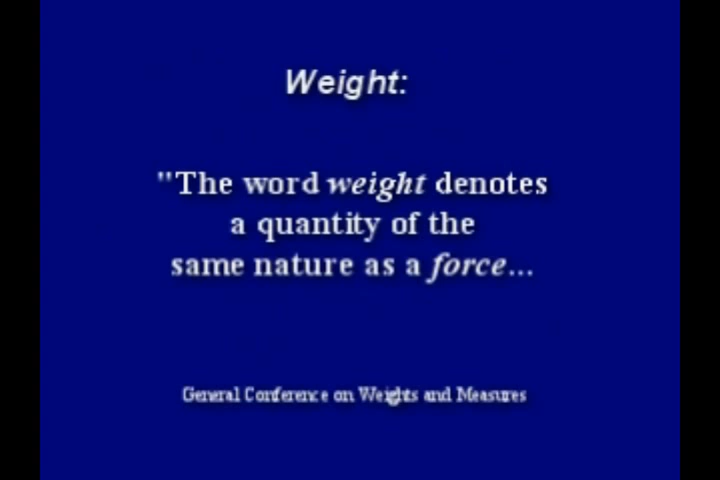 Weight:
"The word weight denotes
a quantity of the
same nature as a force...
General Conference on Weights and Measures